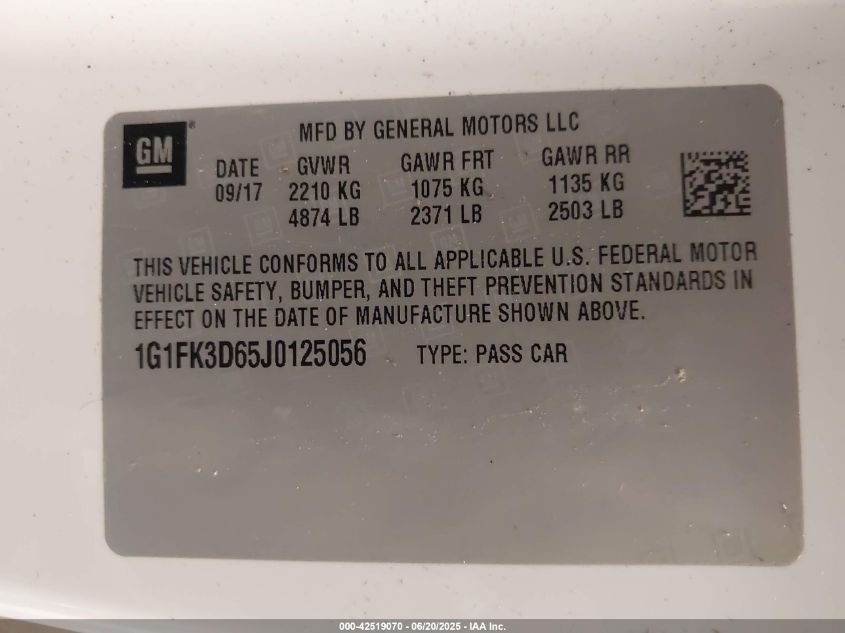 GM
MFD BY GENERAL MOTORS LLC
DATE GVWR GAWR FRT GAWR RR
09/17 2210 KG 1075 KG 1135 KG
4874 LB 2371 LB 2503 LB
THIS VEHICLE CONFORMS TO ALL APPLICABLE U.S. FEDERAL MOTOR
VEHICLE SAFETY, BUMPER, AND THEFT PREVENTION STANDARDS IN
EFFECT ON THE DATE OF MANUFACTURE SHOWN ABOVE.
1G1FK3D65J0125056 TYPE: PASS CAR
000-42519070 - 06/20/2025 - IAA Inc.